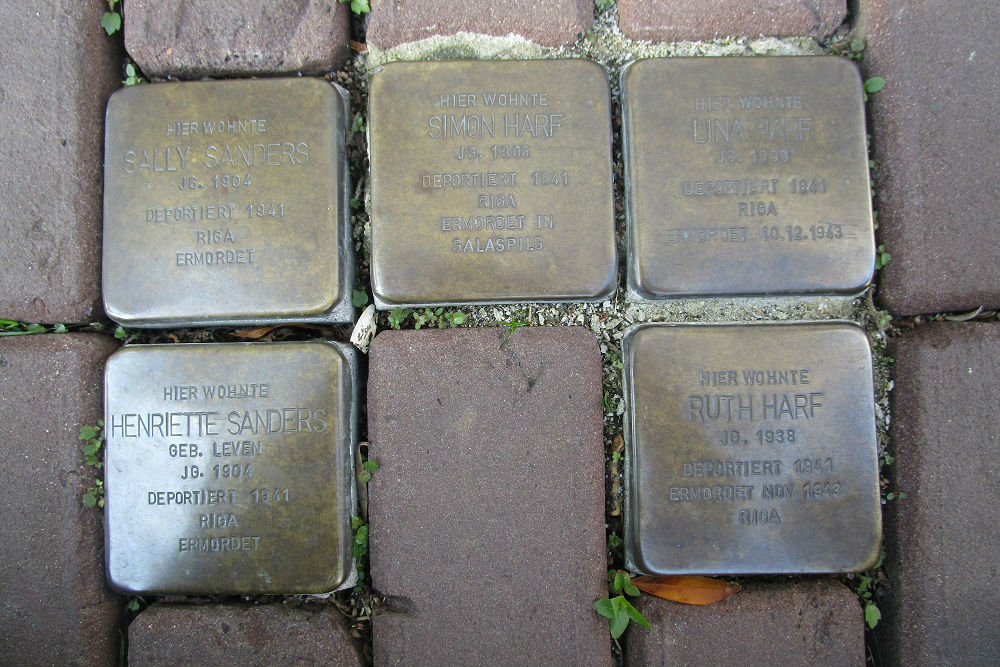 HIER WOHNTE
SALLY SANDERS
JG. 1904
DEPORTIERT 1941
RIGA
ERMORDET
HIER WOHNTE
SIMON HARF
JG. 1903
DEPORTIERT 1941
RIGA
ERMORDET IN
SALASPILS
HIER WOHNTE
LINA HARF
JG.
DEPORTIERT 1941
RIGA
ERMORDET 10.12.1943
HIER WOHNTE
HENRIETTE SANDERS
GEB. LEVEN
JG. 1904
DEPORTIERT 1941
RIGA
ERMORDET
HIER WOHNTE
RUTH HARF
JG. 1938
DEPORTIERT 1941
ERMORDET NOV 1943
RIGA